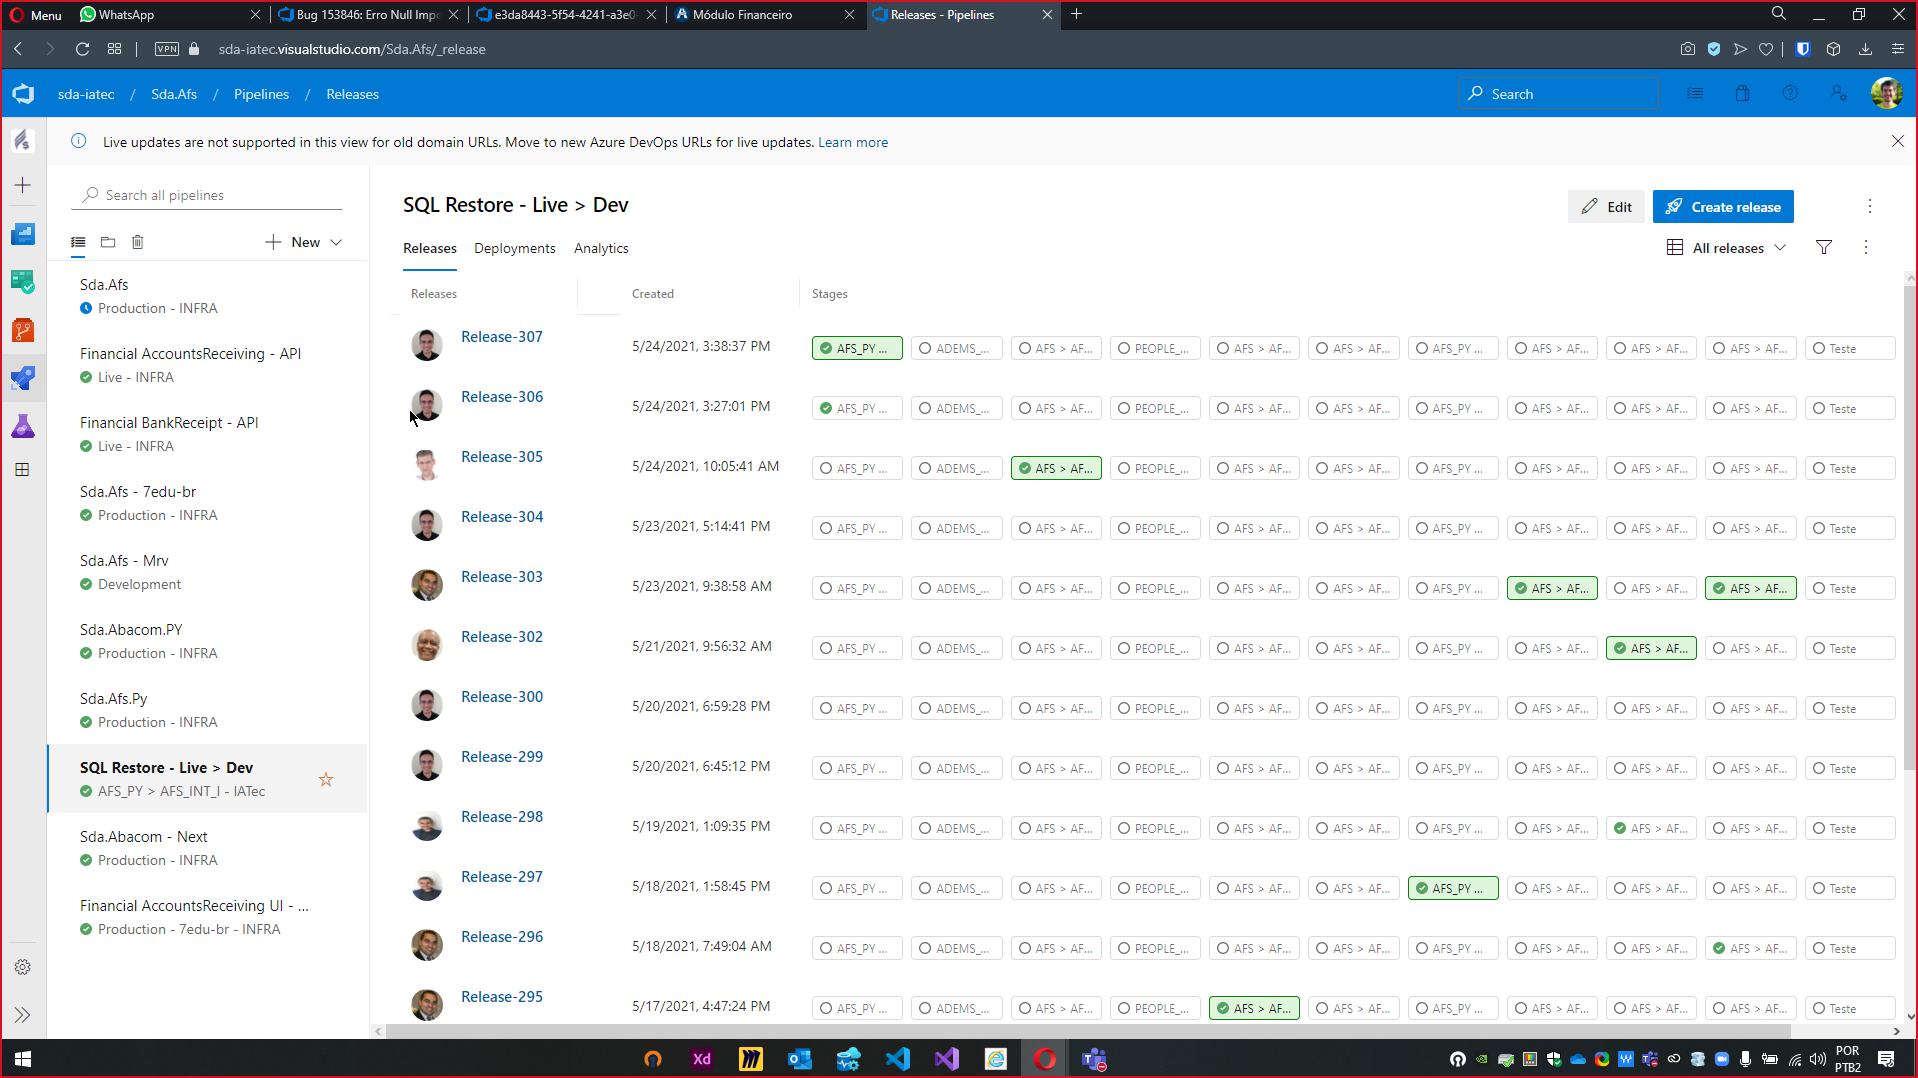 Menu
WhatsApp
Bug 153846: Erro Null Impo
e3da8443-5f54-4241-a3e0-
Módulo Financeiro
Releases - Pipelines
VPN
sda-iatec.visualstudio.com/Sda.Afs/_release
sda-iatec / Sda.Afs / Pipelines / Releases
Search
Live updates are not supported in this view for old domain URLs. Move to new Azure DevOps URLs for live updates. Learn more
Search all pipelines
New
Sda.Afs
Production - INFRA
Financial AccountsReceiving - API
Live - INFRA
Financial BankReceipt - API
Live - INFRA
Sda.Afs - 7edu-br
Production - INFRA
Sda.Afs - Mrv
Development
Sda.Abacom.PY
Production - INFRA
Sda.Afs.Py
Production - INFRA
SQL Restore - Live > Dev
AFS_PY > AFS_INT_I - IATec
Sda.Abacom - Next
Production - INFRA
Financial AccountsReceiving UI - ...
Production - 7edu-br - INFRA
SQL Restore - Live > Dev
Edit
Create release
Releases Deployments Analytics
All releases
Releases Created Stages
Release-307 5/24/2021, 3:38:37 PM AFS_PY ... ADEMS_... AFS > AF... PEOPLE_... AFS > AF... AFS > AF... AFS_PY ... AFS > AF... AFS > AF... AFS > AF... Teste
Release-306 5/24/2021, 3:27:01 PM AFS_PY ... ADEMS_... AFS > AF... PEOPLE_... AFS > AF... AFS > AF... AFS_PY ... AFS > AF... AFS > AF... AFS > AF... Teste
Release-305 5/24/2021, 10:05:41 AM AFS_PY ... ADEMS_... AFS > AF... PEOPLE_... AFS > AF... AFS > AF... AFS_PY ... AFS > AF... AFS > AF... AFS > AF... Teste
Release-304 5/23/2021, 5:14:41 PM AFS_PY ... ADEMS_... AFS > AF... PEOPLE_... AFS > AF... AFS > AF... AFS_PY ... AFS > AF... AFS > AF... AFS > AF... Teste
Release-303 5/23/2021, 9:38:58 AM AFS_PY ... ADEMS_... AFS > AF... PEOPLE_... AFS > AF... AFS > AF... AFS_PY ... AFS > AF... AFS > AF... AFS > AF... Teste
Release-302 5/21/2021, 9:56:32 AM AFS_PY ... ADEMS_... AFS > AF... PEOPLE_... AFS > AF... AFS > AF... AFS_PY ... AFS > AF... AFS > AF... AFS > AF... Teste
Release-300 5/20/2021, 6:59:28 PM AFS_PY ... ADEMS_... AFS > AF... PEOPLE_... AFS > AF... AFS > AF... AFS_PY ... AFS > AF... AFS > AF... AFS > AF... Teste
Release-299 5/20/2021, 6:45:12 PM AFS_PY ... ADEMS_... AFS > AF... PEOPLE_... AFS > AF... AFS > AF... AFS_PY ... AFS > AF... AFS > AF... AFS > AF... Teste
Release-298 5/19/2021, 1:09:35 PM AFS_PY ... ADEMS_... AFS > AF... PEOPLE_... AFS > AF... AFS > AF... AFS_PY ... AFS > AF... AFS > AF... AFS > AF... Teste
Release-297 5/18/2021, 1:58:45 PM AFS_PY ... ADEMS_... AFS > AF... PEOPLE_... AFS > AF... AFS > AF... AFS_PY ... AFS > AF... AFS > AF... AFS > AF... Teste
Release-296 5/18/2021, 7:49:04 AM AFS_PY ... ADEMS_... AFS > AF... PEOPLE_... AFS > AF... AFS > AF... AFS_PY ... AFS > AF... AFS > AF... AFS > AF... Teste
Release-295 5/17/2021, 4:47:24 PM AFS_PY ... ADEMS_... AFS > AF... PEOPLE_... AFS > AF... AFS > AF... AFS_PY ... AFS > AF... AFS > AF... AFS > AF... Teste
Xd
POR
PTB2